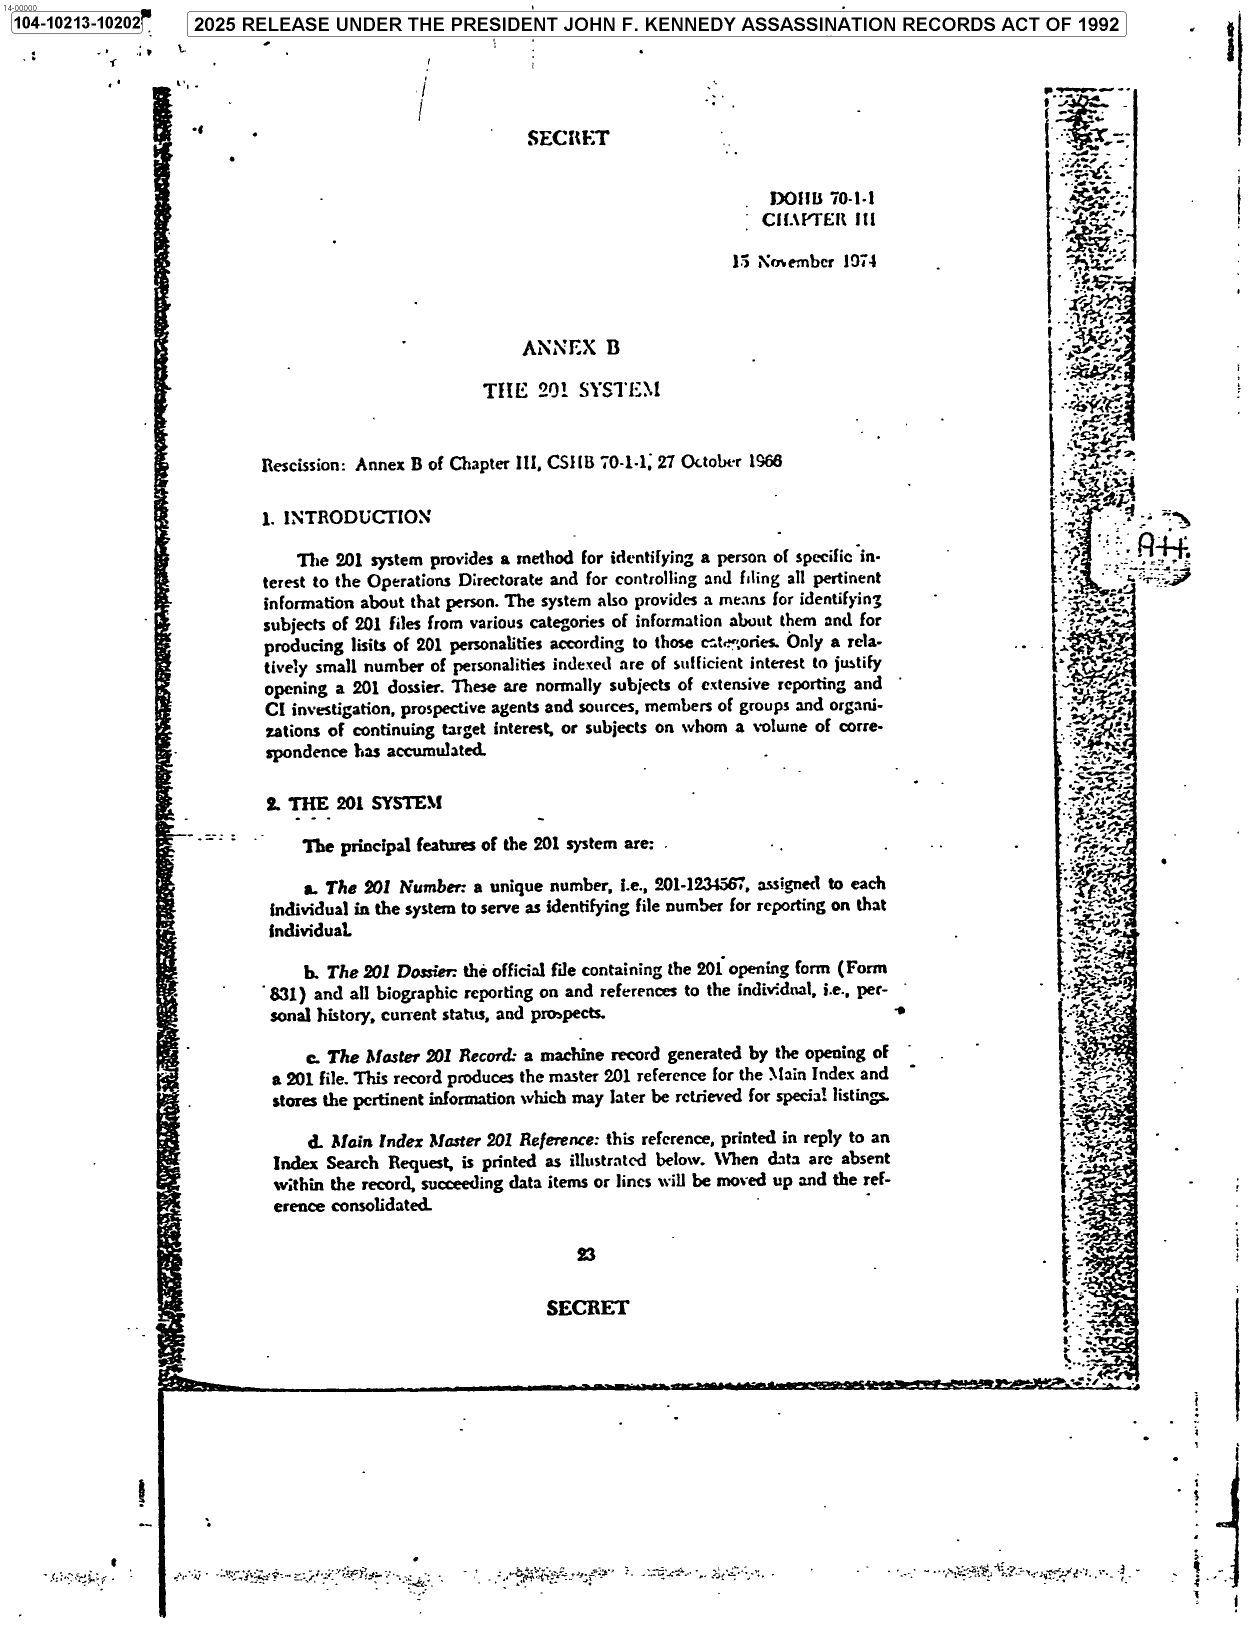 14-00000
104-10213-10202
2025 RELEASE UNDER THE PRESIDENT JOHN F. KENNEDY ASSASSINATION RECORDS ACT OF 1992
SECRET
DOHB 70-1-1
CHAPTER III
15 November 1974
ANNEX B
THE 201 SYSTEM
Rescission: Annex B of Chapter III, CSHB 70-1-1, 27 October 1966
1. INTRODUCTION
The 201 system provides a method for identifying a person of specific in-
terest to the Operations Directorate and for controlling and filing all pertinent
information about that person. The system also provides a means for identifying
subjects of 201 files from various categories of information about them and for
producing lisits of 201 personalities according to those categories. Only a rela-
tively small number of personalities indexed are of sufficient interest to justify
opening a 201 dossier. These are normally subjects of extensive reporting and
CI investigation, prospective agents and sources, members of groups and organi-
zations of continuing target interest, or subjects on whom a volume of corre-
spondence has accumulated.
Att.
2. THE 201 SYSTEM
The principal features of the 201 system are:
a. The 201 Number: a unique number, i.e., 201-1234567, assigned to each
individual in the system to serve as identifying file number for reporting on that
individual.
b. The 201 Dossier: the official file containing the 201 opening form (Form
831) and all biographic reporting on and references to the individual, i.e., per-
sonal history, current status, and prospects.
c. The Master 201 Record: a machine record generated by the opening of
a 201 file. This record produces the master 201 reference for the Main Index and
stores the pertinent information which may later be retrieved for special listings.
d. Main Index Master 201 Reference: this reference, printed in reply to an
Index Search Request, is printed as illustrated below. When data are absent
within the record, succeeding data items or lines will be moved up and the ref-
erence consolidated.
23
SECRET